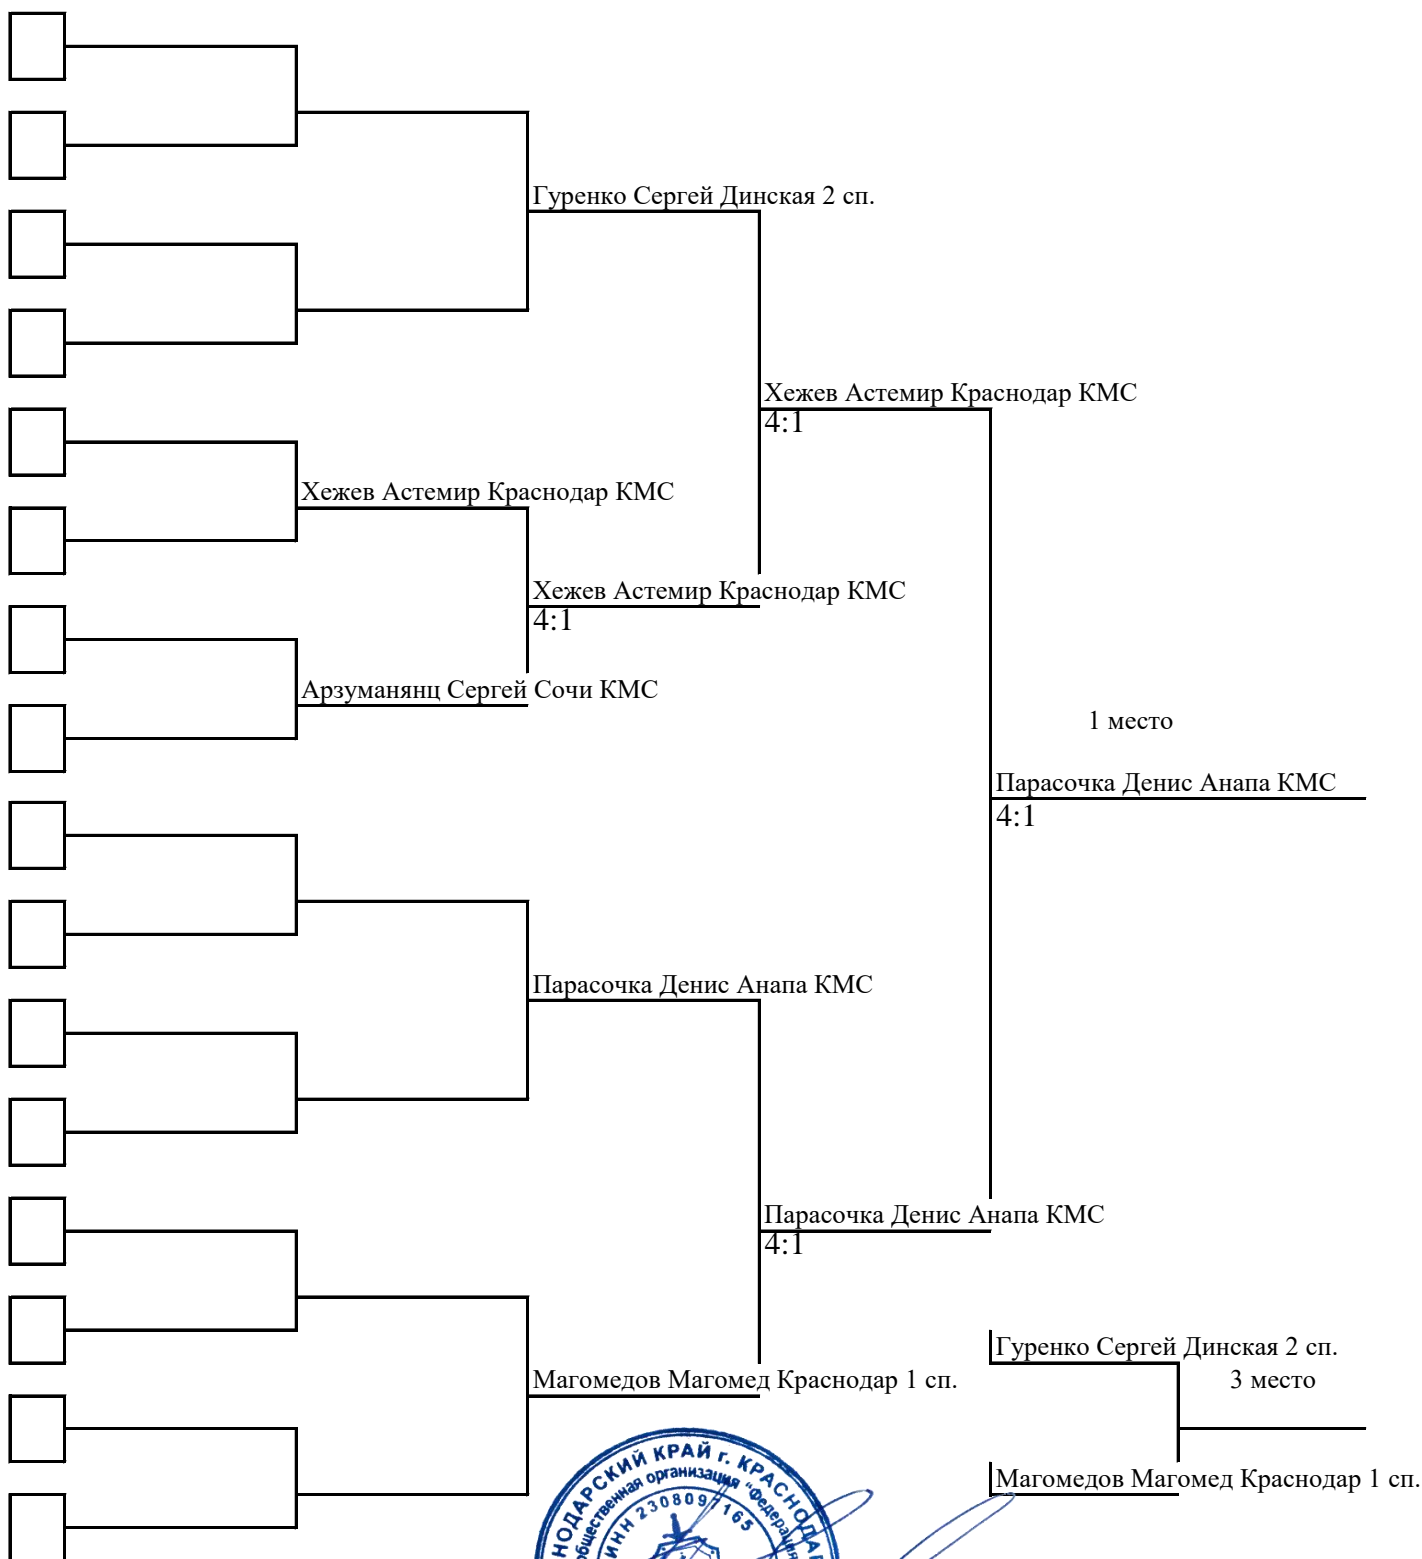 Гуренко Сергей Динская 2 сп.
Хежев Астемир Краснодар КМС
4:1
Хежев Астемир Краснодар КМС
Хежев Астемир Краснодар КМС
4:1
Арзуманянц Сергей Сочи КМС
1 место
Парасочка Денис Анапа КМС
4:1
Парасочка Денис Анапа КМС
Парасочка Денис Анапа КМС
4:1
Гуренко Сергей Динская 2 сп.
Магомедов Магомед Краснодар 1 сп.
3 место
Магомедов Магомед Краснодар 1 сп.
КИЙ КРАЙ г.
общественная организация "Федерация
ИНН 2308097165